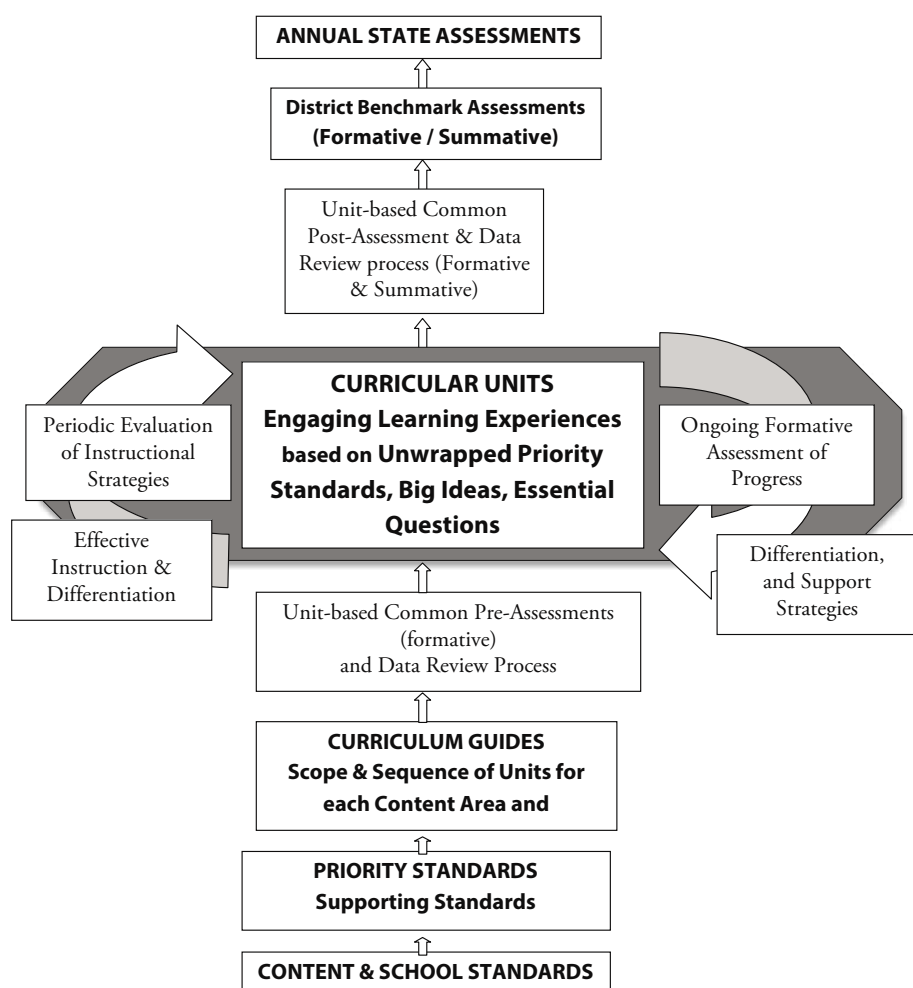 ANNUAL STATE ASSESSMENTS
District Benchmark Assessments
(Formative / Summative)
Unit-based Common
Post-Assessment & Data
Review process (Formative
& Summative)
CURRICULAR UNITS
Engaging Learning Experiences
based on Unwrapped Priority
Standards, Big Ideas, Essential
Questions
Periodic Evaluation
of Instructional
Strategies
Effective
Instruction &
Differentiation
Ongoing Formative
Assessment of
Progress
Differentiation,
and Support
Strategies
Unit-based Common Pre-Assessments
(formative)
and Data Review Process
CURRICULUM GUIDES
Scope & Sequence of Units for
each Content Area and
PRIORITY STANDARDS
Supporting Standards
CONTENT & SCHOOL STANDARDS